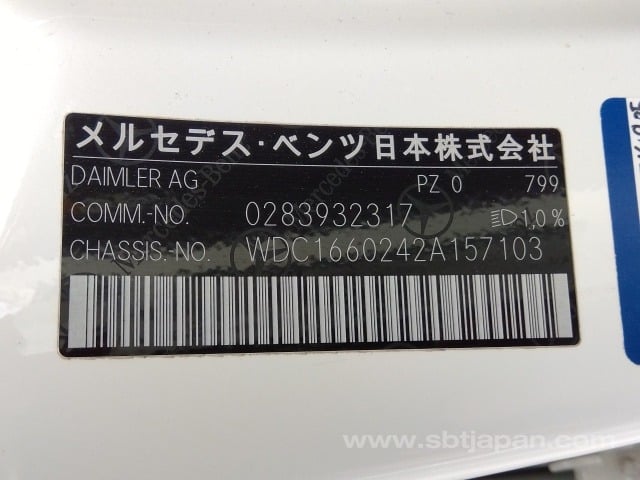 メルセデス・ベンツ日本株式会社
DAIMLER AG PZ 0 799
COMM.-NO. 0283932317 1,0 %
CHASSIS.-NO. WDC1660242A157103
www.sbtjapan.com